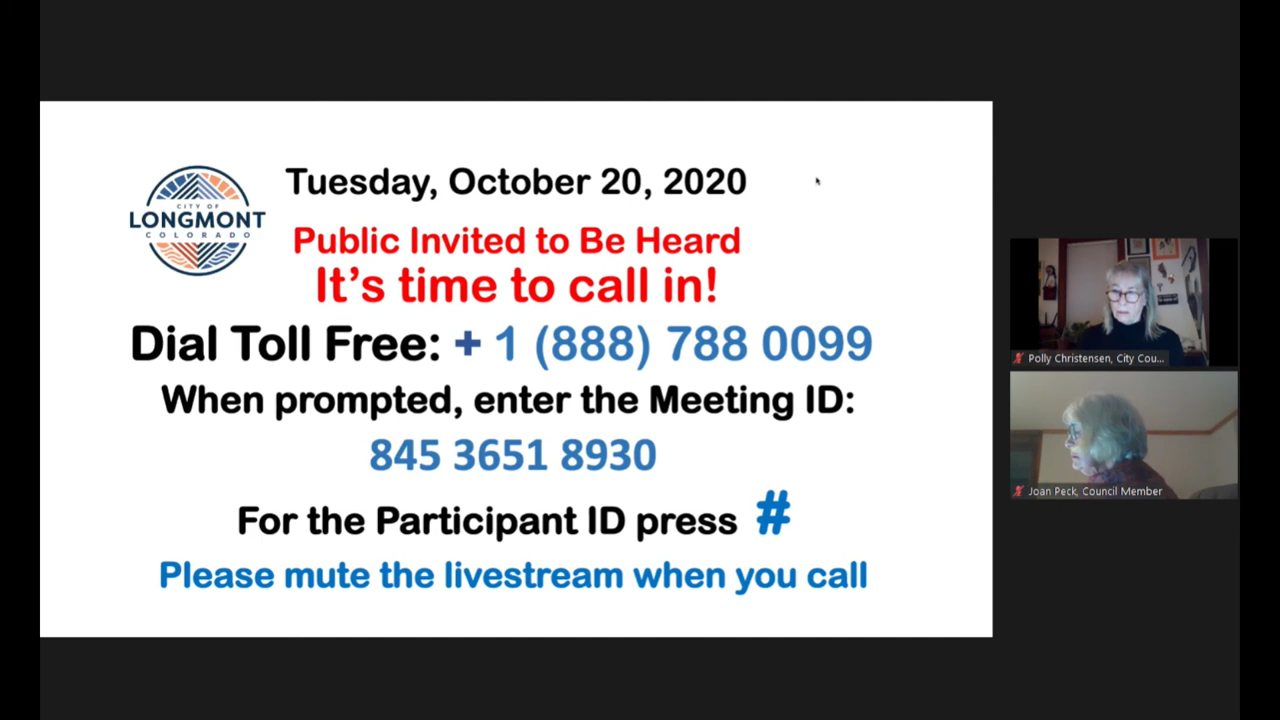 CITY OF
LONGMONT
COLORADO
Tuesday, October 20, 2020
Public Invited to Be Heard
It's time to call in!
Dial Toll Free: + 1 (888) 788 0099
When prompted, enter the Meeting ID:
845 3651 8930
For the Participant ID press #
Please mute the livestream when you call
Polly Christensen, City Cou...
Joan Peck, Council Member